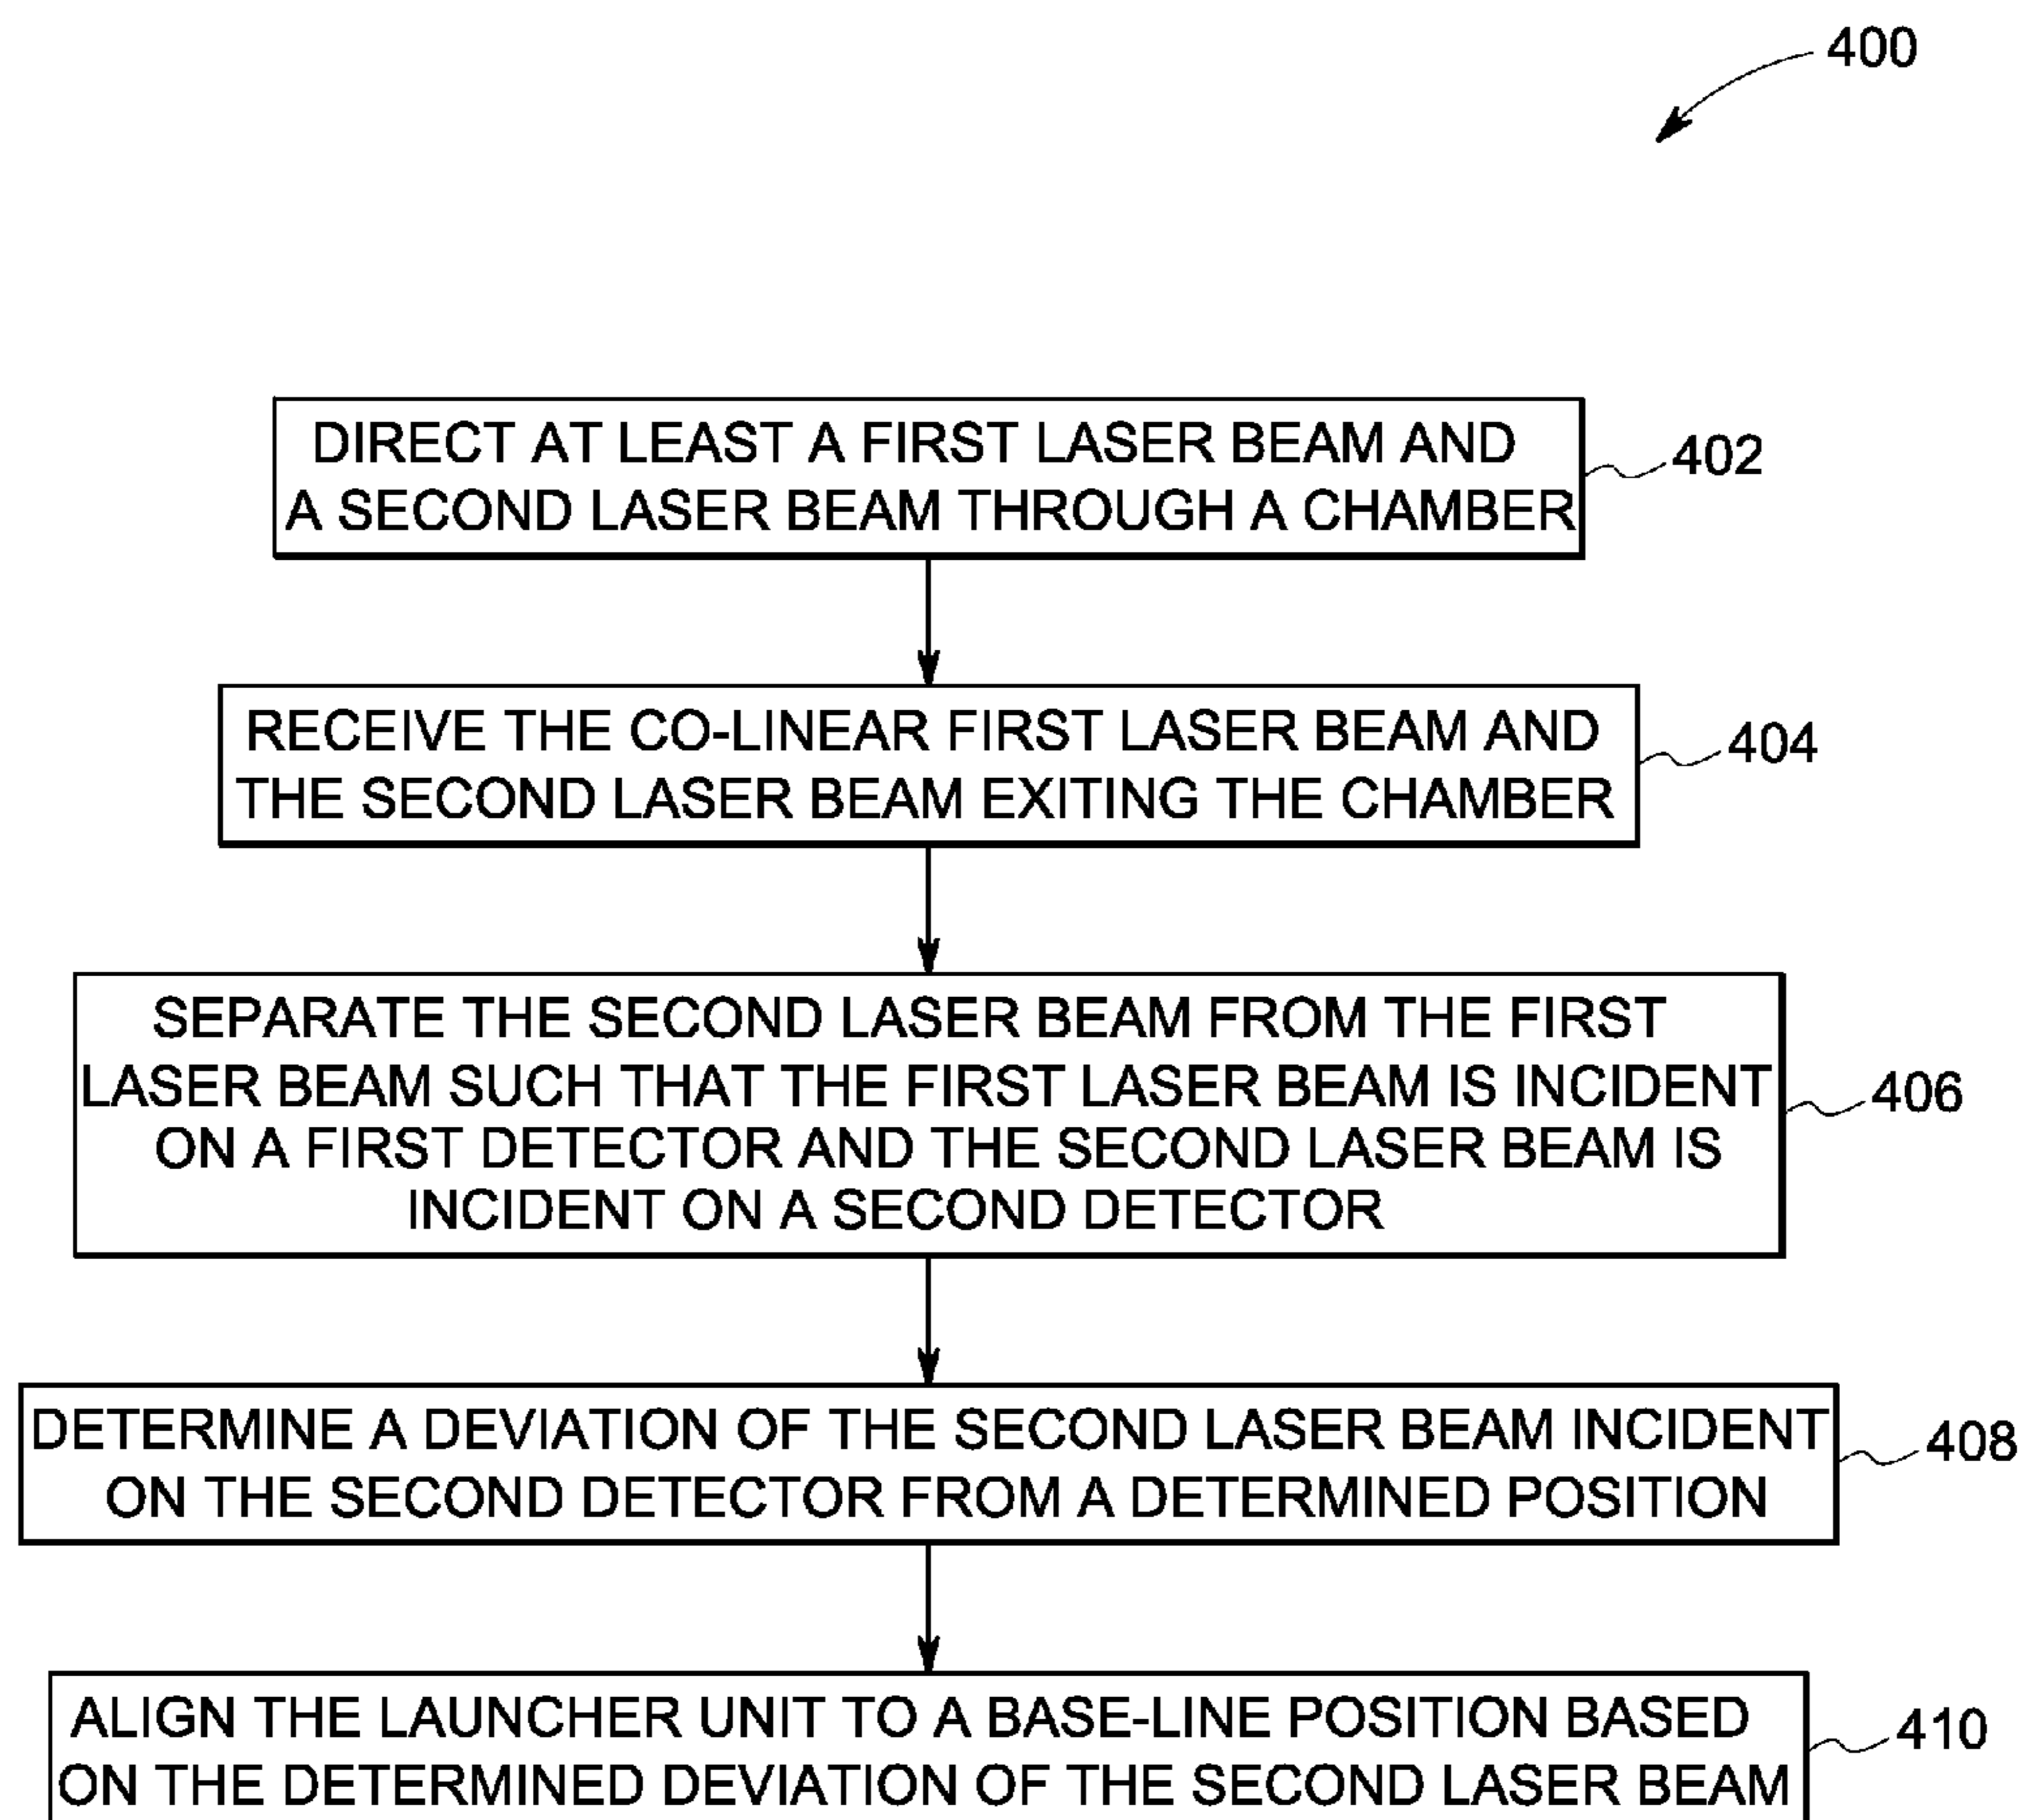 400
DIRECT AT LEAST A FIRST LASER BEAM AND
A SECOND LASER BEAM THROUGH A CHAMBER
402
RECEIVE THE CO-LINEAR FIRST LASER BEAM AND
THE SECOND LASER BEAM EXITING THE CHAMBER
404
SEPARATE THE SECOND LASER BEAM FROM THE FIRST
LASER BEAM SUCH THAT THE FIRST LASER BEAM IS INCIDENT
ON A FIRST DETECTOR AND THE SECOND LASER BEAM IS
INCIDENT ON A SECOND DETECTOR
406
DETERMINE A DEVIATION OF THE SECOND LASER BEAM INCIDENT
ON THE SECOND DETECTOR FROM A DETERMINED POSITION
408
ALIGN THE LAUNCHER UNIT TO A BASE-LINE POSITION BASED
ON THE DETERMINED DEVIATION OF THE SECOND LASER BEAM
410